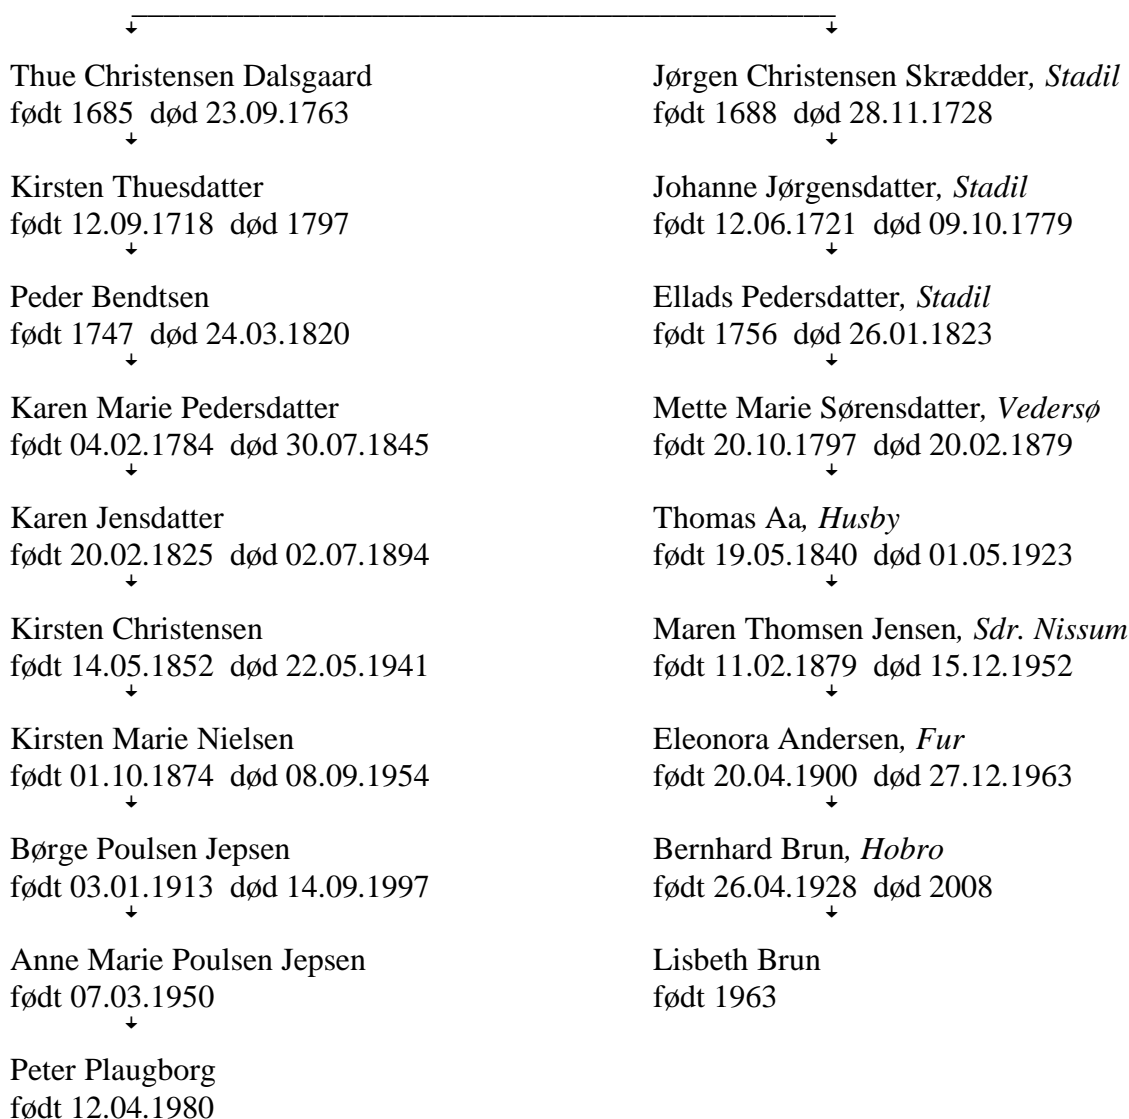 Thue Christensen Dalsgaard
født 1685  død 23.09.1763
Kirsten Thuesdatter
født 12.09.1718  død 1797
Peder Bendtsen
født 1747  død 24.03.1820
Karen Marie Pedersdatter
født 04.02.1784  død 30.07.1845
Karen Jensdatter
født 20.02.1825  død 02.07.1894
Kirsten Christensen
født 14.05.1852  død 22.05.1941
Kirsten Marie Nielsen
født 01.10.1874  død 08.09.1954
Børge Poulsen Jepsen
født 03.01.1913  død 14.09.1997
Anne Marie Poulsen Jepsen
født 07.03.1950
Peter Plaugborg
født 12.04.1980
Jørgen Christensen Skrædder, Stadil
født 1688  død 28.11.1728
Johanne Jørgensdatter, Stadil
født 12.06.1721  død 09.10.1779
Ellads Pedersdatter, Stadil
født 1756  død 26.01.1823
Mette Marie Sørensdatter, Vedersø
født 20.10.1797  død 20.02.1879
Thomas Aa, Husby
født 19.05.1840  død 01.05.1923
Maren Thomsen Jensen, Sdr. Nissum
født 11.02.1879  død 15.12.1952
Eleonora Andersen, Fur
født 20.04.1900  død 27.12.1963
Bernhard Brun, Hobro
født 26.04.1928  død 2008
Lisbeth Brun
født 1963